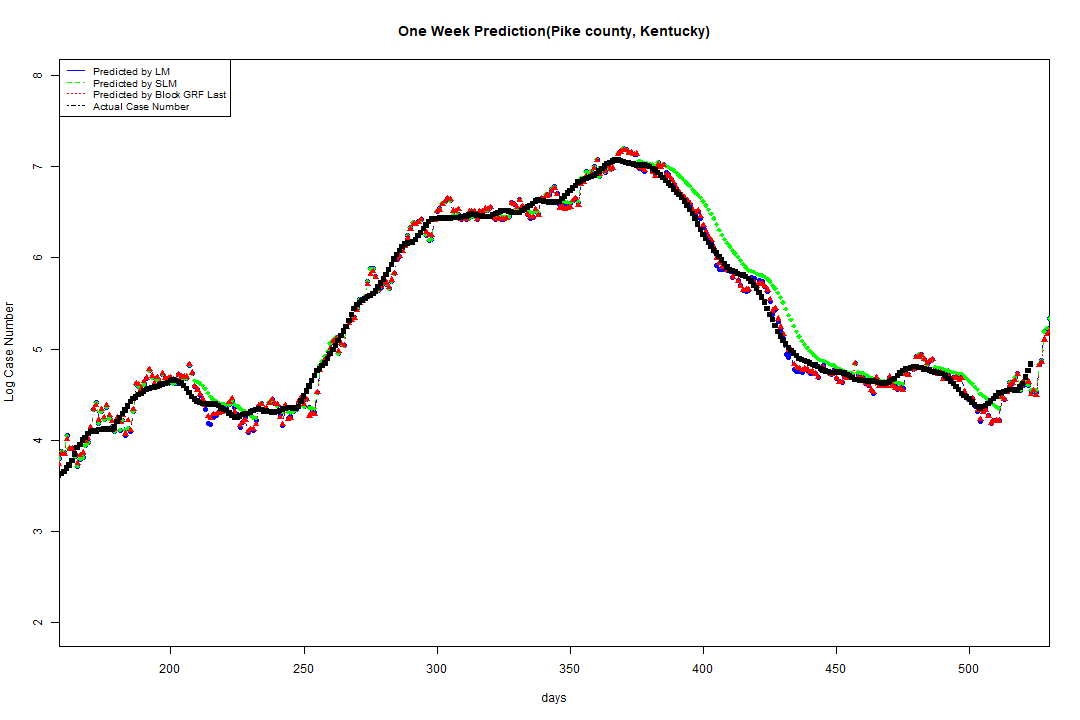 One Week Prediction(Pike county, Kentucky)
Predicted by LM
Predicted by SLM
Predicted by Block GRF Last
Actual Case Number
8
7
6
5
4
3
2
Log Case Number
200 250 300 350 400 450 500
days